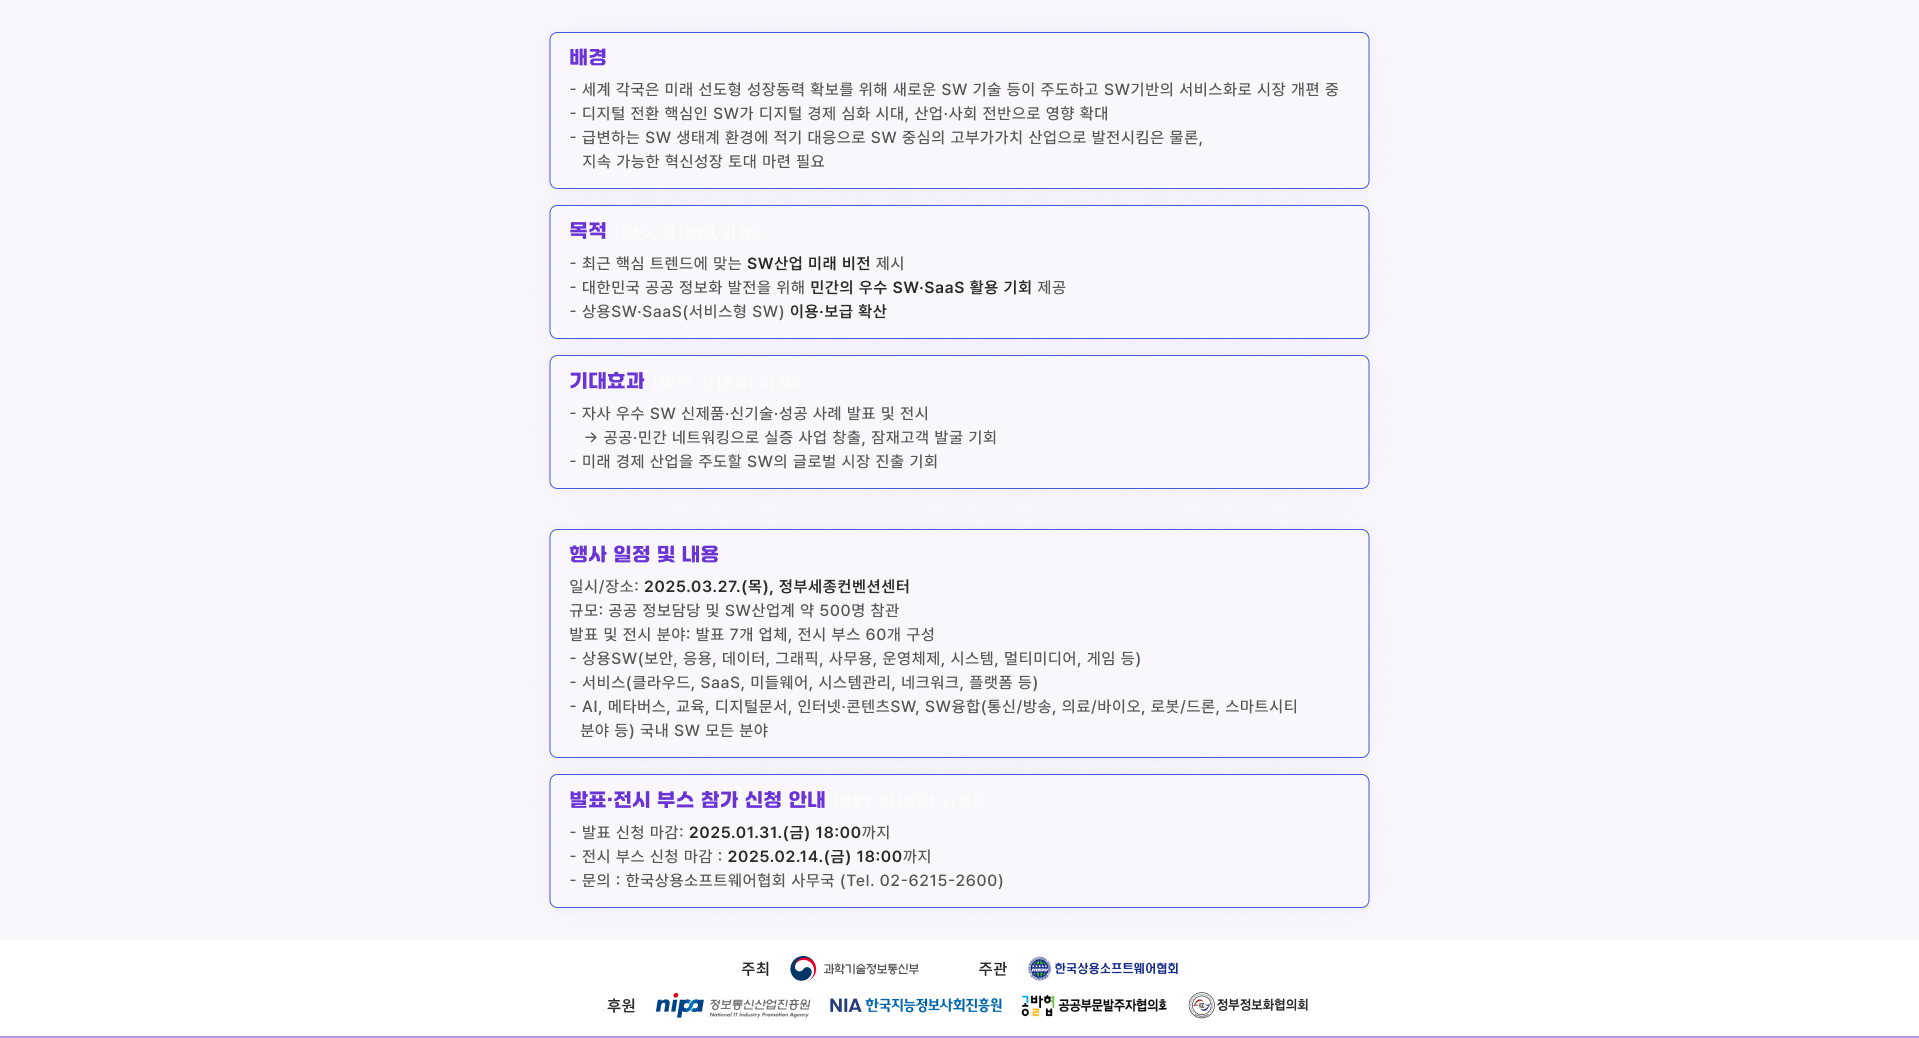 배경
- 세계 각국은 미래 선도형 성장동력 확보를 위해 새로운 SW 기술 등이 주도하고 SW기반의 서비스화로 시장 개편 중
- 디지털 전환 핵심인 SW가 디지털 경제 심화 시대, 산업·사회 전반으로 영향 확대
- 급변하는 SW 생태계 환경에 적기 대응으로 SW 중심의 고부가가치 산업으로 발전시킴은 물론,
지속 가능한 혁신성장 토대 마련 필요
목적
- 최근 핵심 트렌드에 맞는 SW산업 미래 비전 제시
- 대한민국 공공 정보화 발전을 위해 민간의 우수 SW·SaaS 활용 기회 제공
- 상용SW·SaaS(서비스형 SW) 이용·보급 확산
기대효과
- 자사 우수 SW 신제품·신기술·성공 사례 발표 및 전시
→ 공공·민간 네트워킹으로 실증 사업 창출, 잠재고객 발굴 기회
- 미래 경제 산업을 주도할 SW의 글로벌 시장 진출 기회
행사 일정 및 내용
일시/장소: 2025.03.27.(목), 정부세종컨벤션센터
규모: 공공 정보담당 및 SW산업계 약 500명 참관
발표 및 전시 분야: 발표 7개 업체, 전시 부스 60개 구성
- 상용SW(보안, 응용, 데이터, 그래픽, 사무용, 운영체제, 시스템, 멀티미디어, 게임 등)
- 서비스(클라우드, SaaS, 미들웨어, 시스템관리, 네크워크, 플랫폼 등)
- AI, 메타버스, 교육, 디지털문서, 인터넷·콘텐츠SW, SW융합(통신/방송, 의료/바이오, 로봇/드론, 스마트시티
분야 등) 국내 SW 모든 분야
발표·전시 부스 참가 신청 안내
- 발표 신청 마감: 2025.01.31.(금) 18:00까지
- 전시 부스 신청 마감 : 2025.02.14.(금) 18:00까지
- 문의 : 한국상용소프트웨어협회 사무국 (Tel. 02-6215-2600)
주최 과학기술정보통신부 주관 한국상용소프트웨어협회
후원 nipa 정보통신산업진흥원 National IT Industry Promotion Agency NIA 한국지능정보사회진흥원 공발협 공공부문발주자협의회 정부정보화협의회